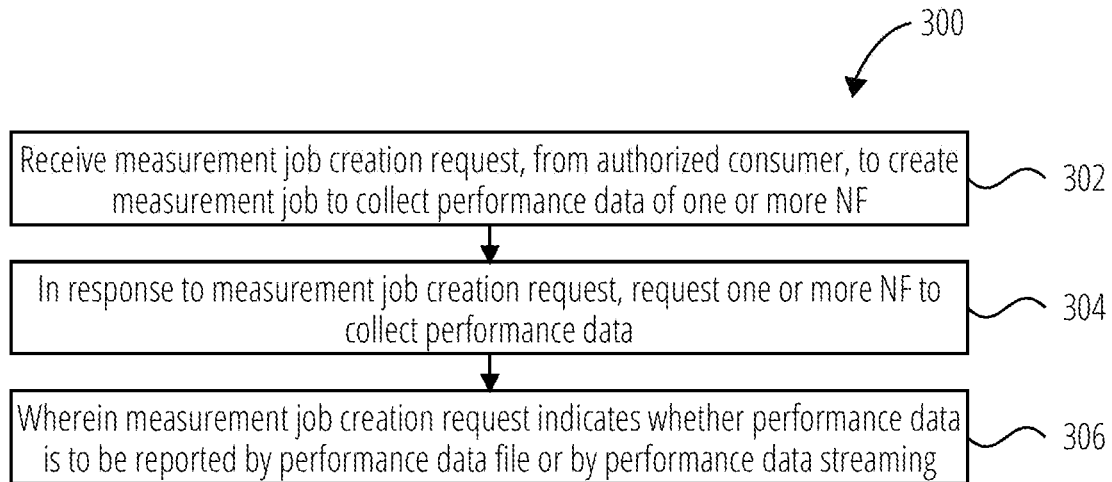 300
Receive measurement job creation request, from authorized consumer, to create
measurement job to collect performance data of one or more NF
302
In response to measurement job creation request, request one or more NF to
collect performance data
304
Wherein measurement job creation request indicates whether performance data
is to be reported by performance data file or by performance data streaming
306